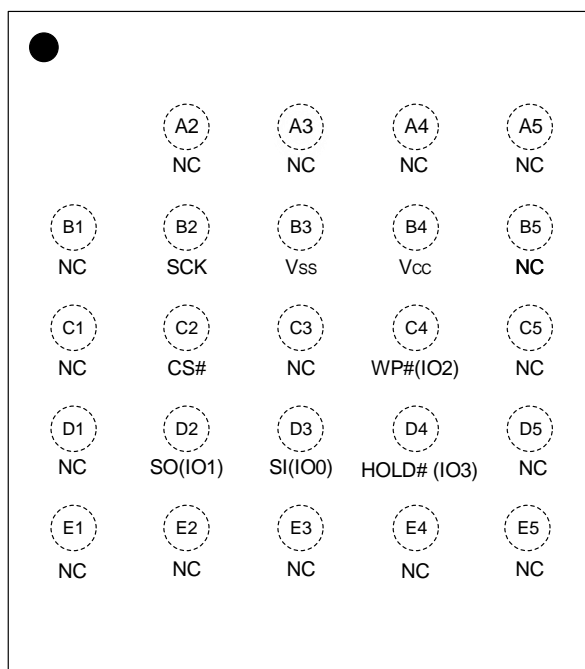 A2 A3 A4 A5
NC NC NC NC
B1 B2 B3 B4 B5
NC SCK Vss Vcc NC
C1 C2 C3 C4 C5
NC CS# NC WP#(IO2) NC
D1 D2 D3 D4 D5
NC SO(IO1) SI(IO0) HOLD# (IO3) NC
E1 E2 E3 E4 E5
NC NC NC NC NC